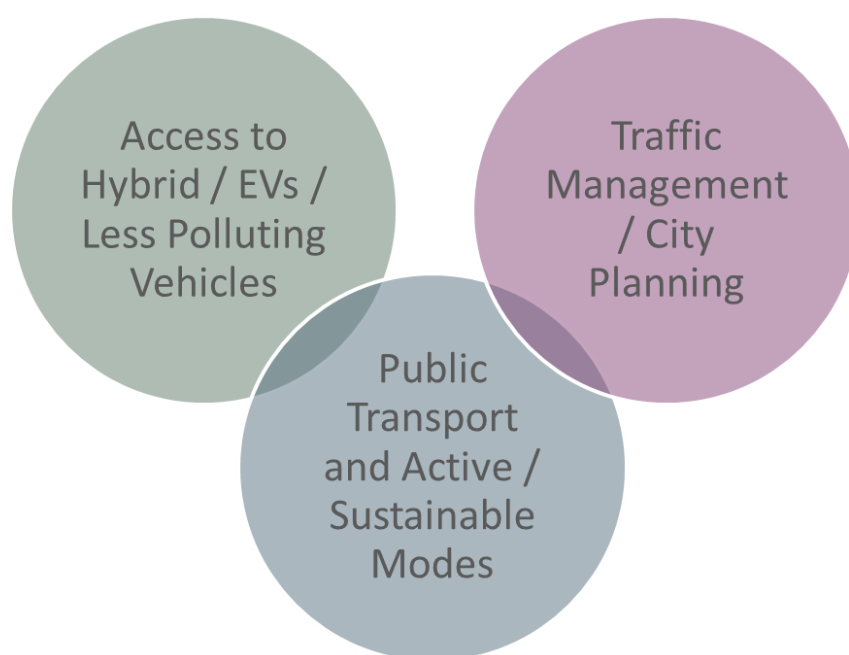 Access to
Hybrid / EVs /
Less Polluting
Vehicles
Traffic
Management
/ City
Planning
Public
Transport
and Active /
Sustainable
Modes